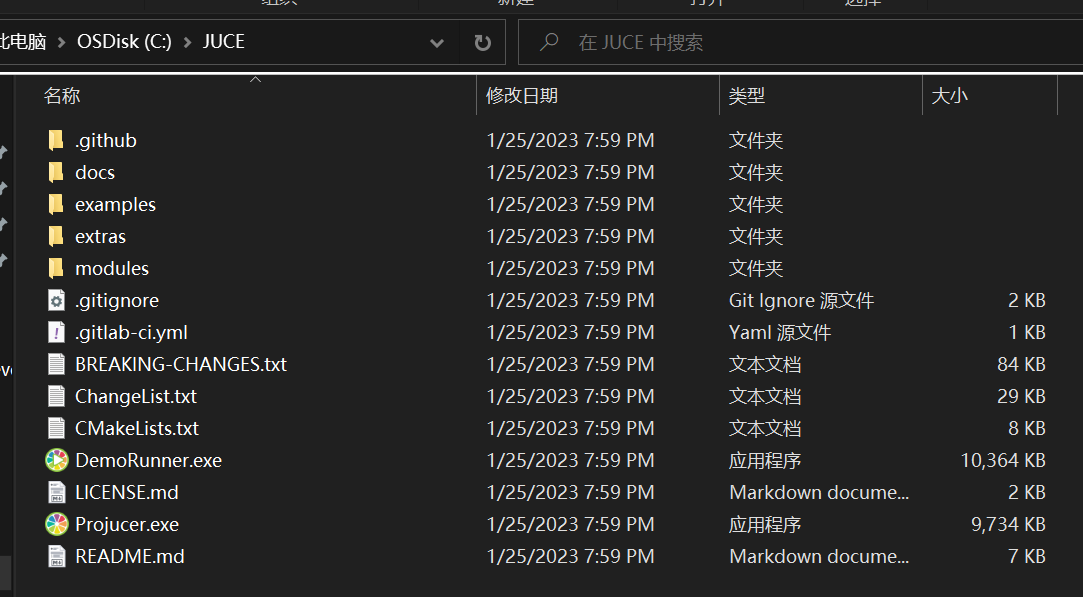 组织 新建 打开 选择
此电脑 > OSDisk (C:) > JUCE 在 JUCE 中搜索
名称 修改日期 类型 大小
.github 1/25/2023 7:59 PM 文件夹
docs 1/25/2023 7:59 PM 文件夹
examples 1/25/2023 7:59 PM 文件夹
extras 1/25/2023 7:59 PM 文件夹
modules 1/25/2023 7:59 PM 文件夹
.gitignore 1/25/2023 7:59 PM Git Ignore 源文件 2 KB
.gitlab-ci.yml 1/25/2023 7:59 PM Yaml 源文件 1 KB
BREAKING-CHANGES.txt 1/25/2023 7:59 PM 文本文档 84 KB
ChangeList.txt 1/25/2023 7:59 PM 文本文档 29 KB
CMakeLists.txt 1/25/2023 7:59 PM 文本文档 8 KB
DemoRunner.exe 1/25/2023 7:59 PM 应用程序 10,364 KB
LICENSE.md 1/25/2023 7:59 PM Markdown docume... 2 KB
Projucer.exe 1/25/2023 7:59 PM 应用程序 9,734 KB
README.md 1/25/2023 7:59 PM Markdown docume... 7 KB